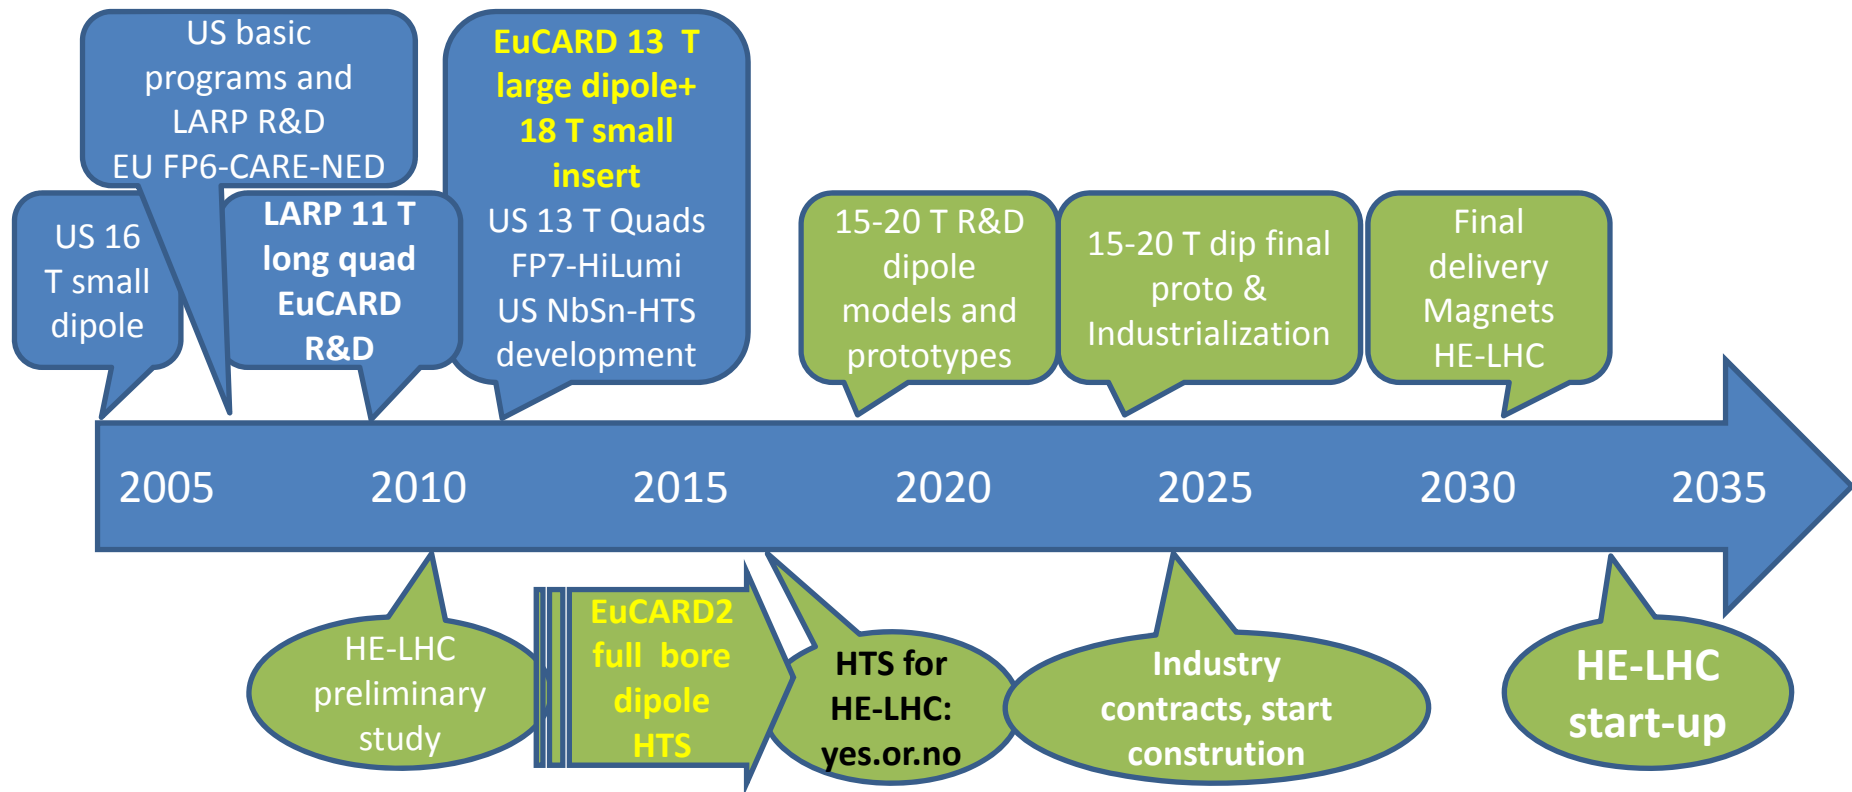 US basic
programs and
LARP R&D
EU FP6-CARE-NED
US 16
T small
dipole
LARP 11 T
long quad
EuCARD
R&D
EuCARD 13 T
large dipole+
18 T small
insert
US 13 T Quads
FP7-HiLumi
US NbSn-HTS
development
15-20 T R&D
dipole
models and
prototypes
15-20 T dip final
proto &
Industrialization
Final
delivery
Magnets
HE-LHC
2005 2010 2015 2020 2025 2030 2035
HE-LHC
preliminary
study
EuCARD2
full bore
dipole
HTS
HTS for
HE-LHC:
yes.or.no
Industry
contracts, start
constrution
HE-LHC
start-up